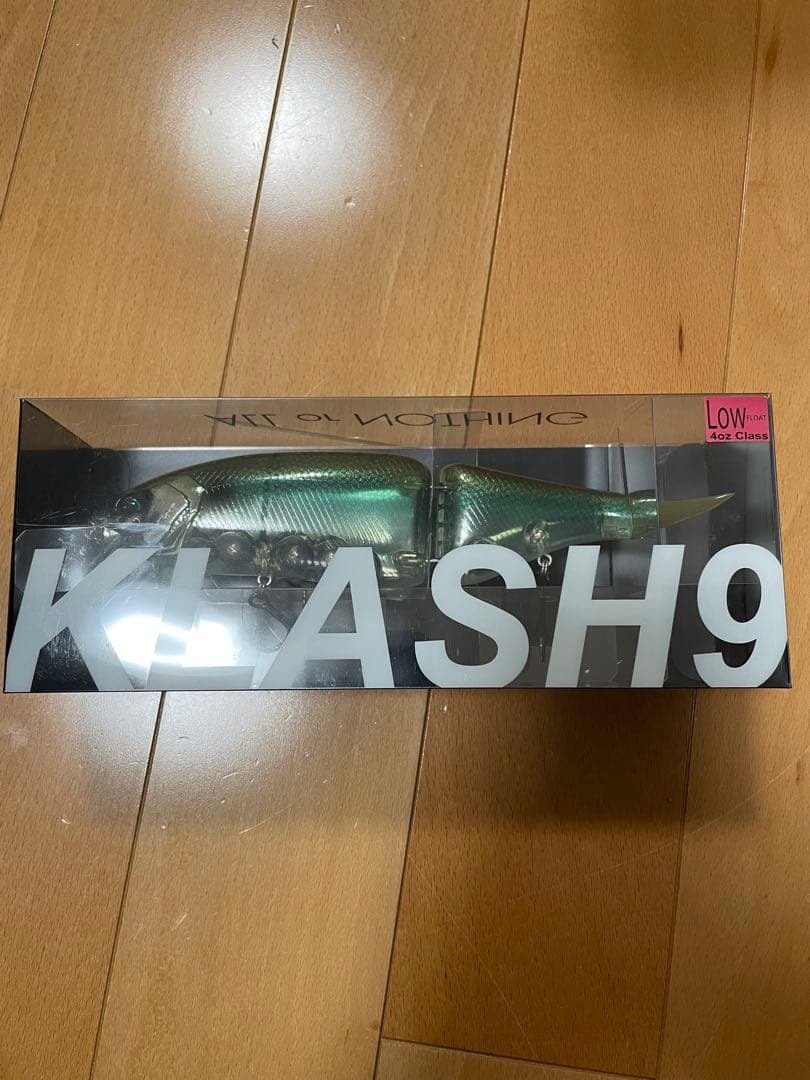 ALL or NOTHING
LOW FLOAT
4oz Class
KLASH9